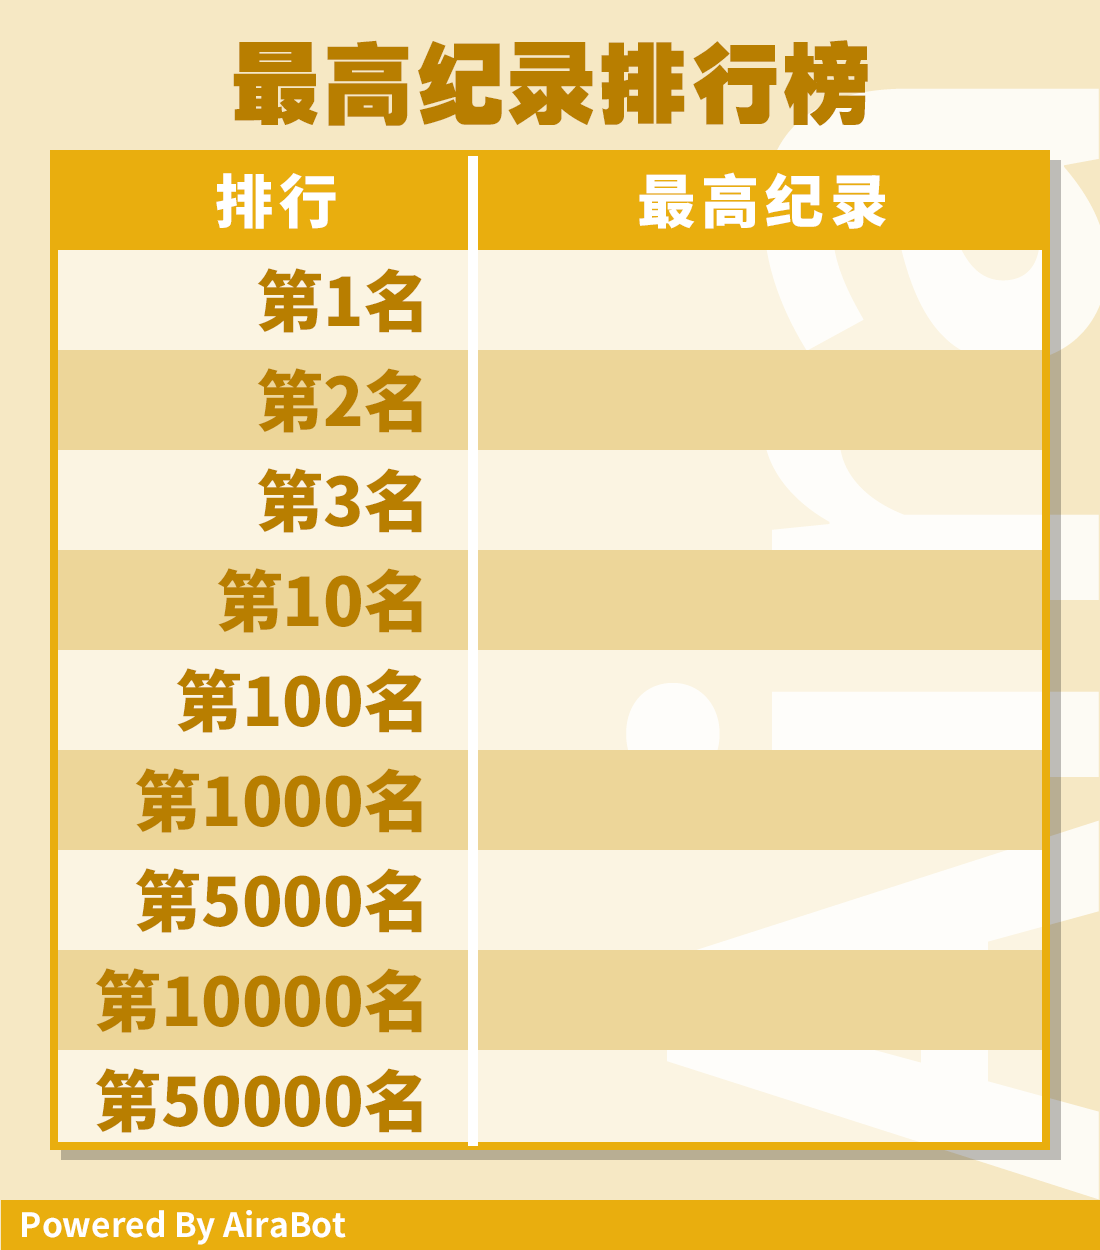 最高纪录排行榜
排行 最高纪录
第1名
第2名
第3名
第10名
第100名
第1000名
第5000名
第10000名
第50000名
Powered By AiraBot
Aira